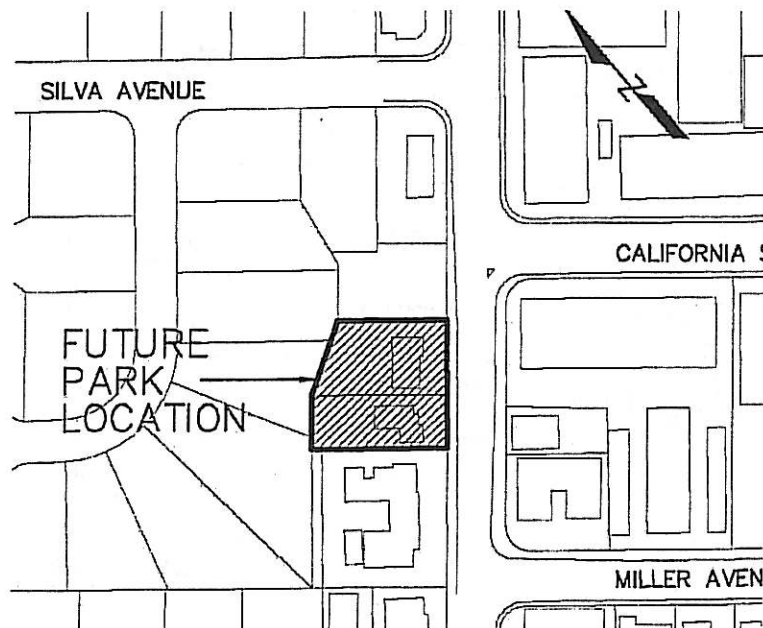 SILVA AVENUE
CALIFORNIA S
FUTURE
PARK
LOCATION
MILLER AVEN